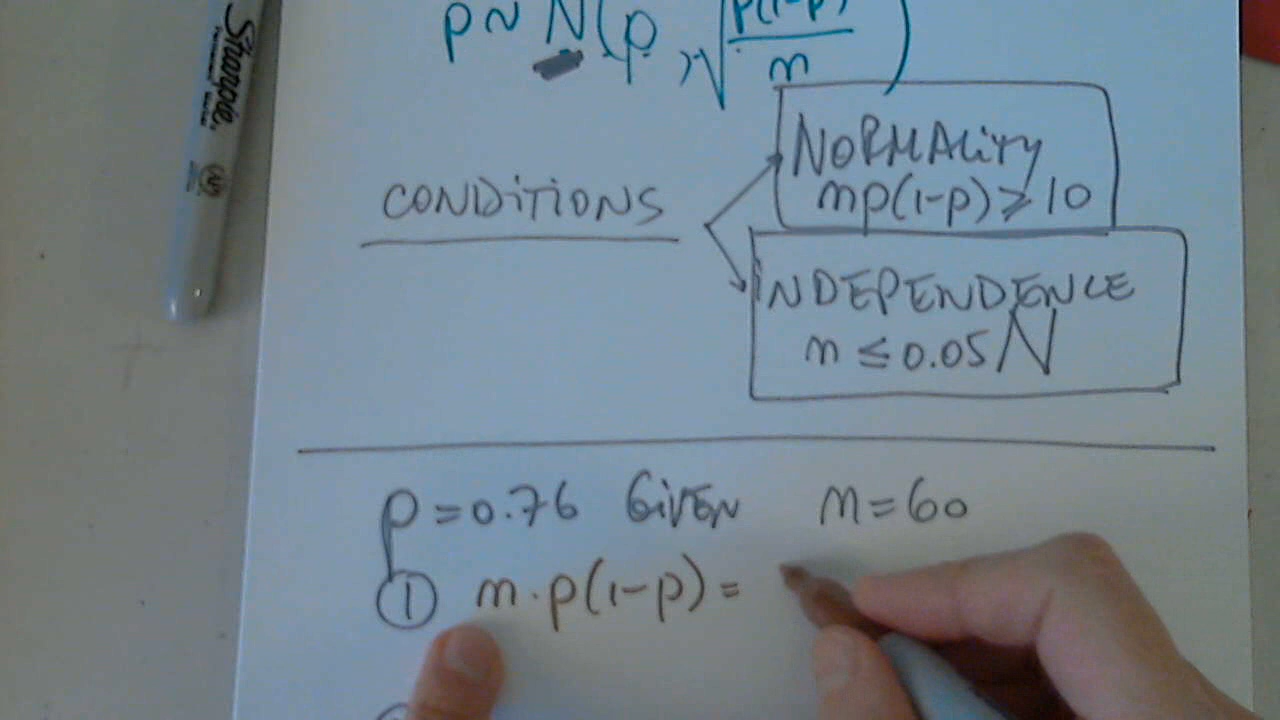 Sharpie
p ~ N(p, √p(1-p)/n)
CONDITIONS
NORMALITY
np(1-p) ≥ 10
INDEPENDENCE
n ≤ 0.05N
p = 0.76 GIVEN n = 60
① n·p(1-p) =